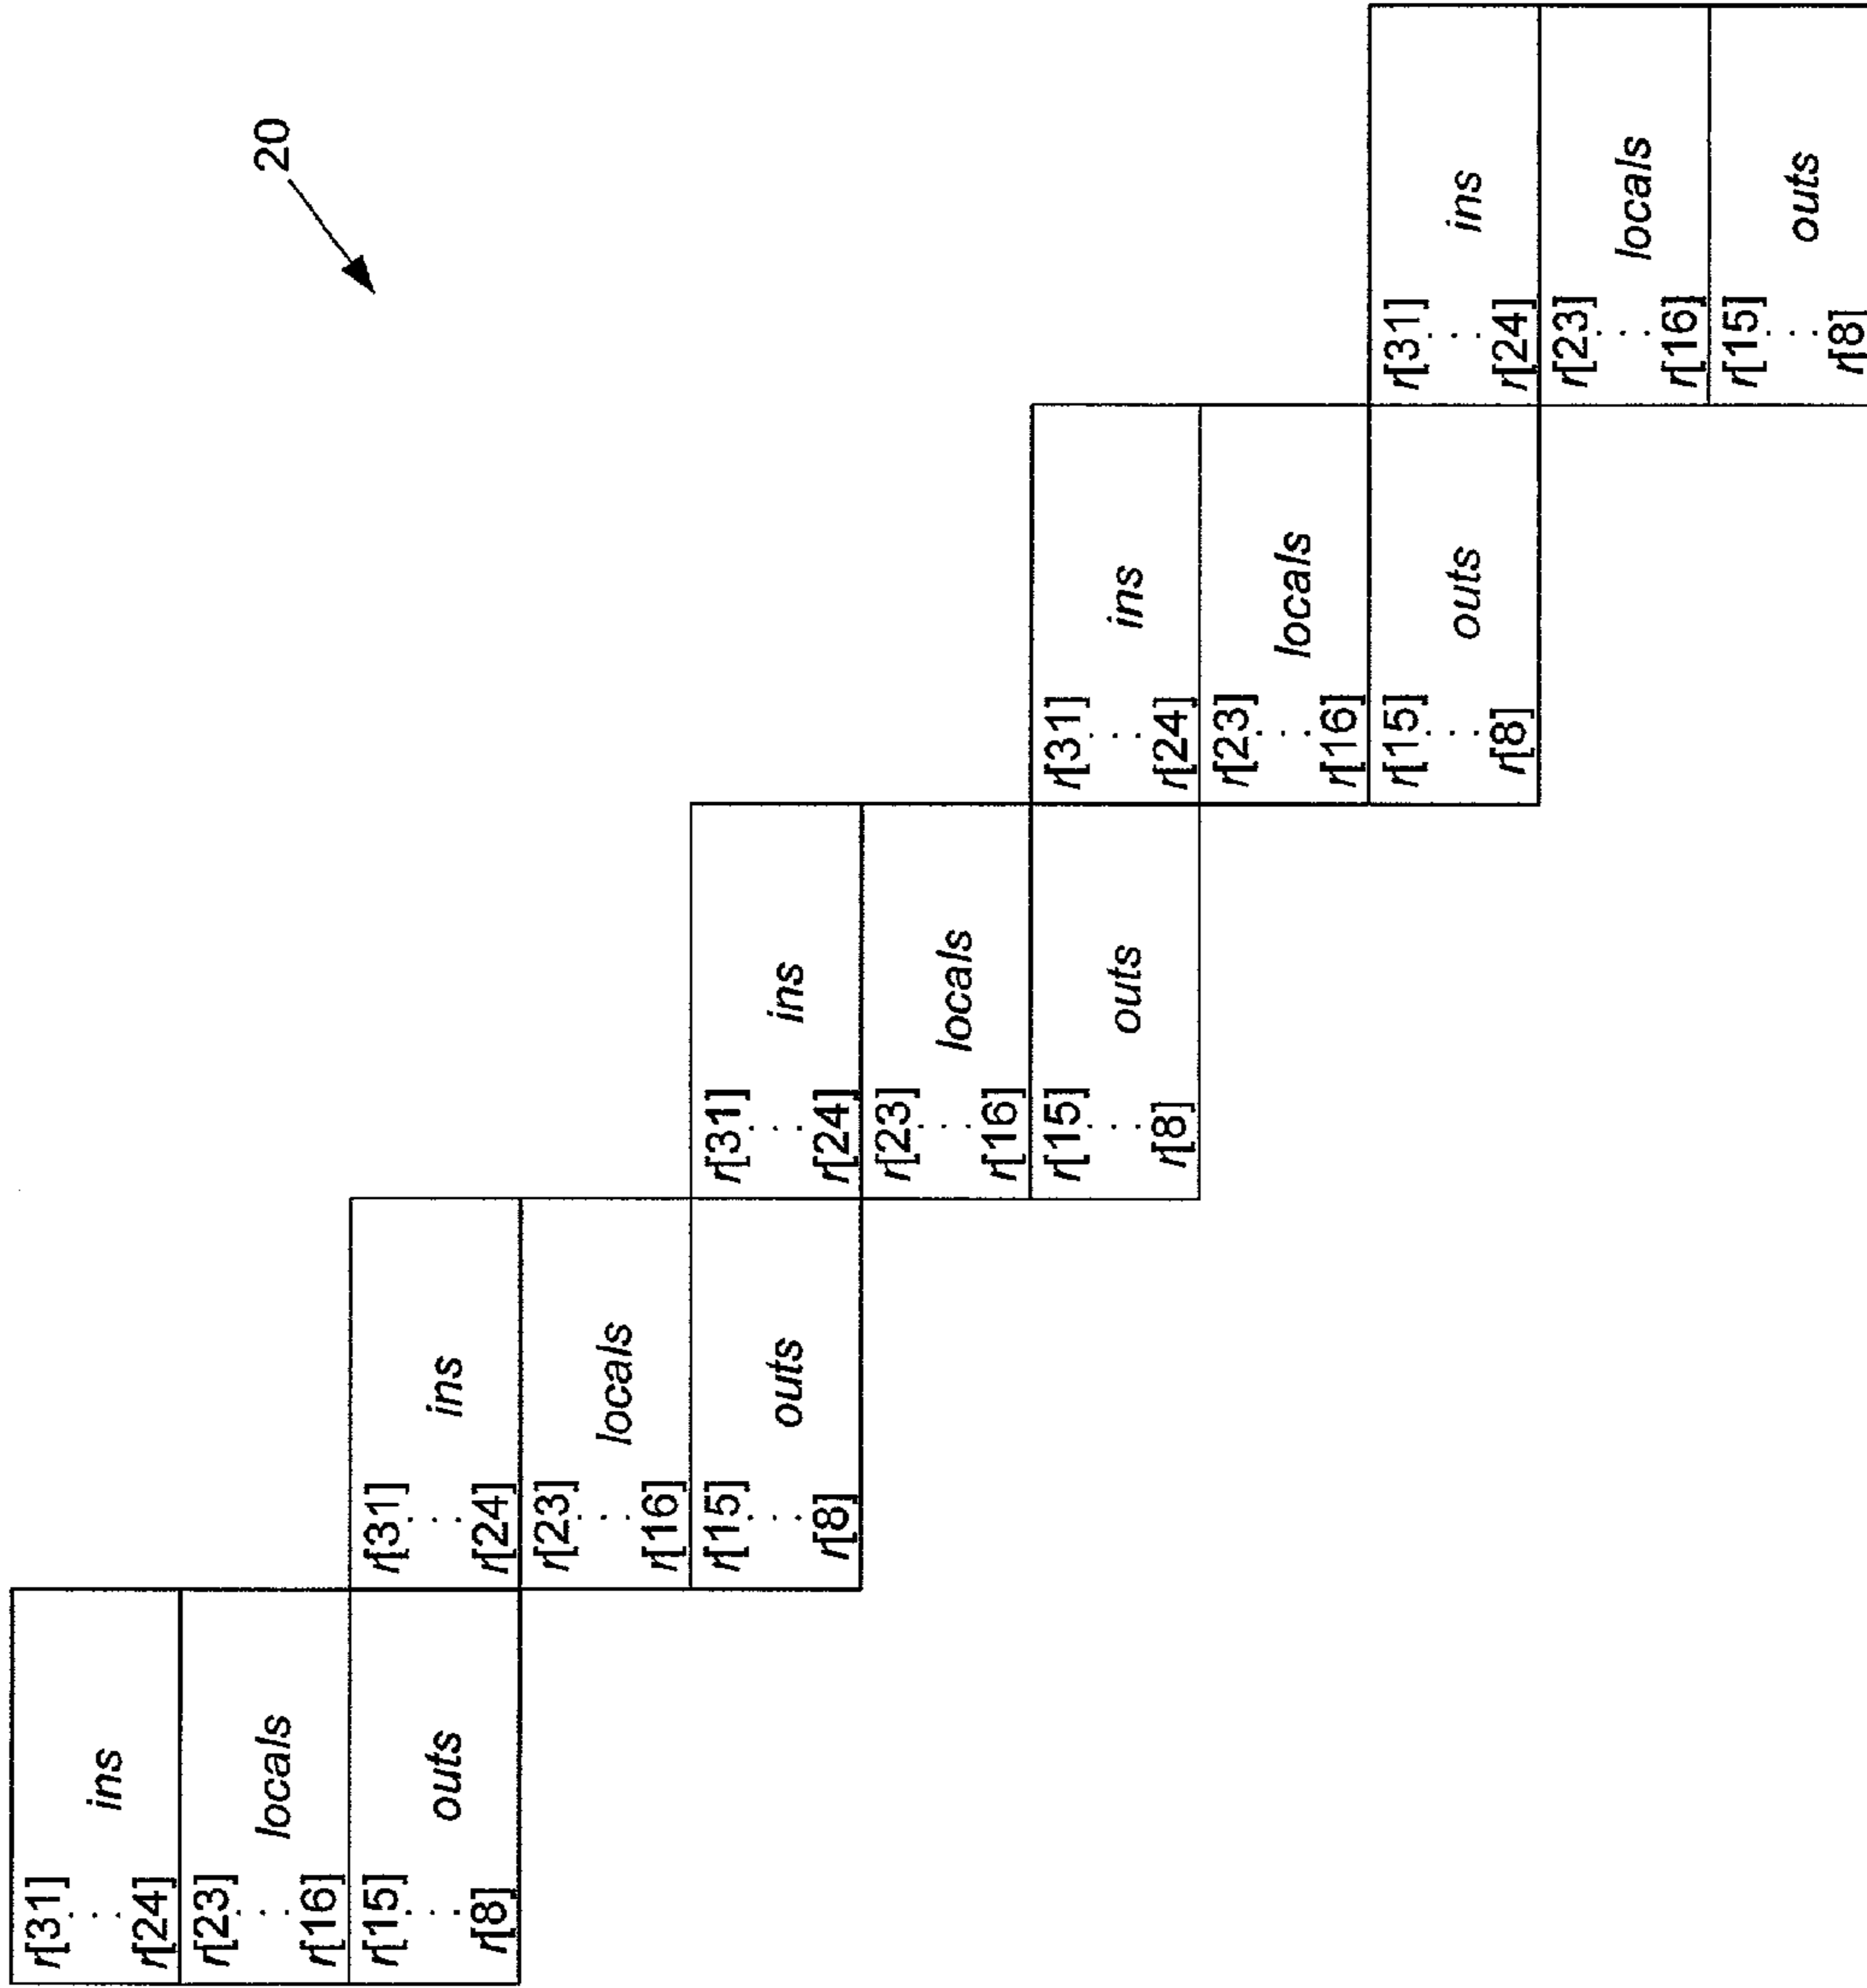 20
r[31]
ins
r[24]
r[23]
locals
r[16]
r[15]
outs
r[8]
r[31]
ins
r[24]
r[23]
locals
r[16]
r[15]
outs
r[8]
r[31]
ins
r[24]
r[23]
locals
r[16]
r[15]
outs
r[8]
r[31]
ins
r[24]
r[23]
locals
r[16]
r[15]
outs
r[8]
r[31]
ins
r[24]
r[23]
locals
r[16]
r[15]
outs
r[8]